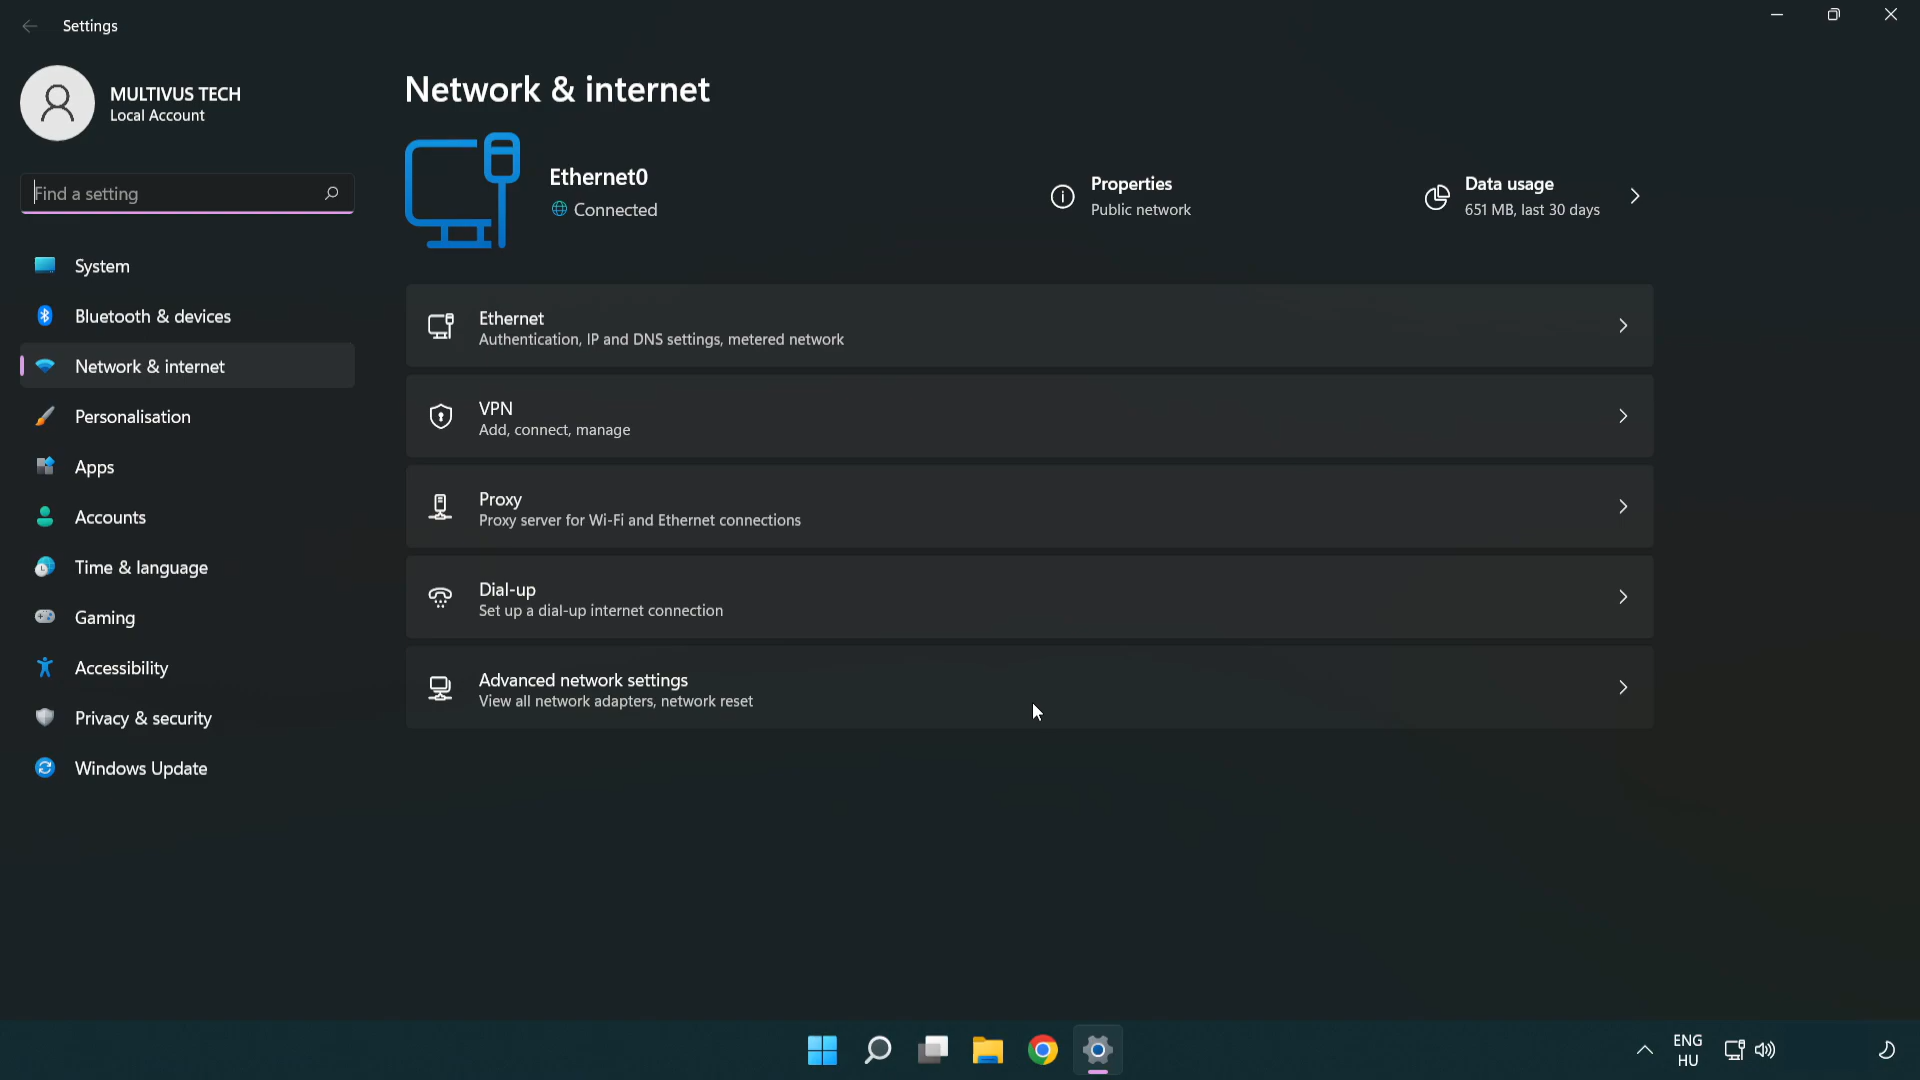 Settings
MULTIVUS TECH
Local Account
Find a setting
System
Bluetooth & devices
Network & internet
Personalisation
Apps
Accounts
Time & language
Gaming
Accessibility
Privacy & security
Windows Update
Network & internet
Ethernet0
Connected
Properties
Public network
Data usage
651 MB, last 30 days
Ethernet
Authentication, IP and DNS settings, metered network
VPN
Add, connect, manage
Proxy
Proxy server for Wi-Fi and Ethernet connections
Dial-up
Set up a dial-up internet connection
Advanced network settings
View all network adapters, network reset
ENG
HU